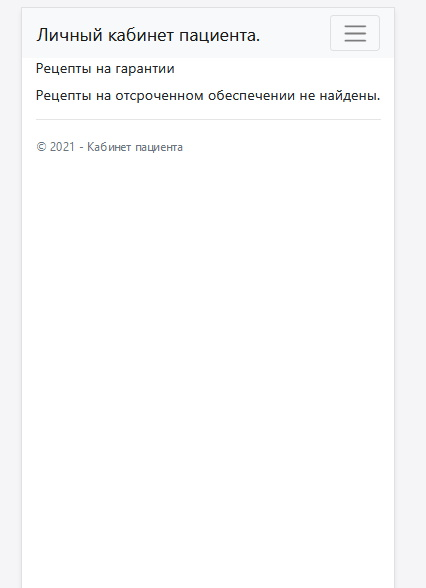 Личный кабинет пациента.
Рецепты на гарантии
Рецепты на отсроченном обеспечении не найдены.
© 2021 - Кабинет пациента